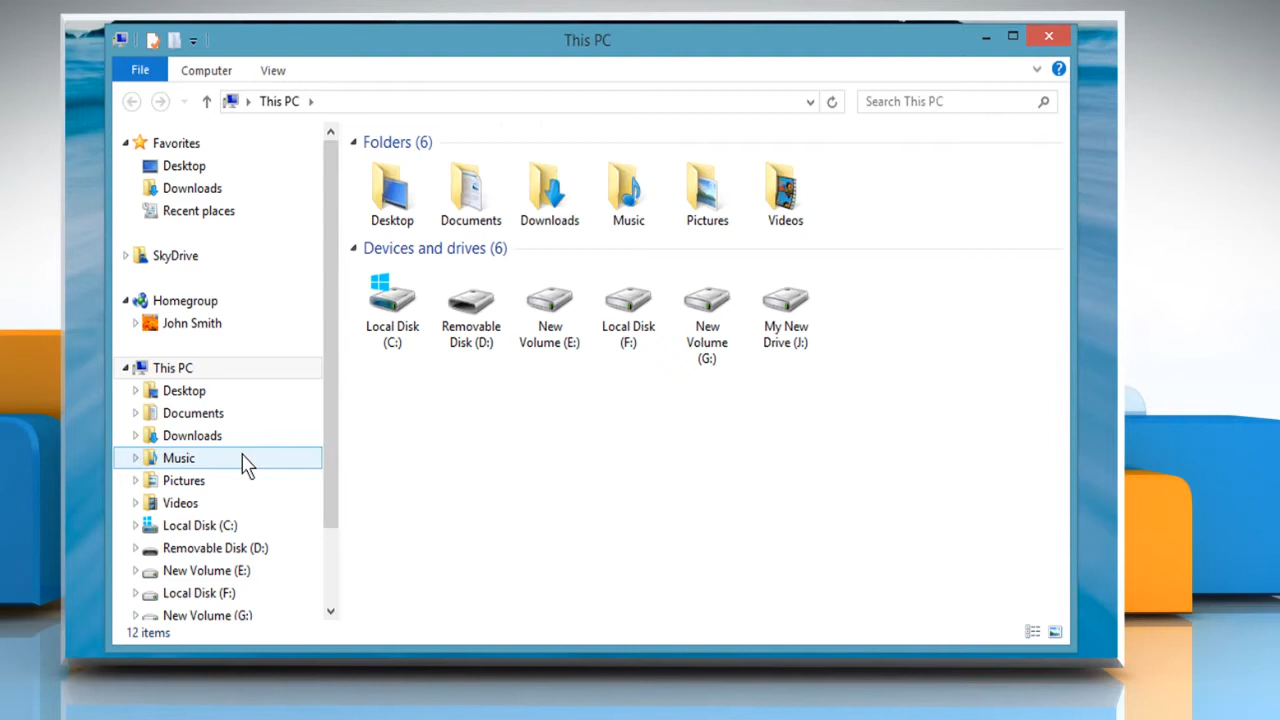 This PC
File
Computer
View
This PC
Search This PC
Favorites
Desktop
Downloads
Recent places
SkyDrive
Homegroup
John Smith
This PC
Desktop
Documents
Downloads
Music
Pictures
Videos
Local Disk (C:)
Removable Disk (D:)
New Volume (E:)
Local Disk (F:)
New Volume (G:)
Folders (6)
Desktop
Documents
Downloads
Music
Pictures
Videos
Devices and drives (6)
Local Disk
(C:)
Removable
Disk (D:)
New
Volume (E:)
Local Disk
(F:)
New
Volume
(G:)
My New
Drive (J:)
12 items